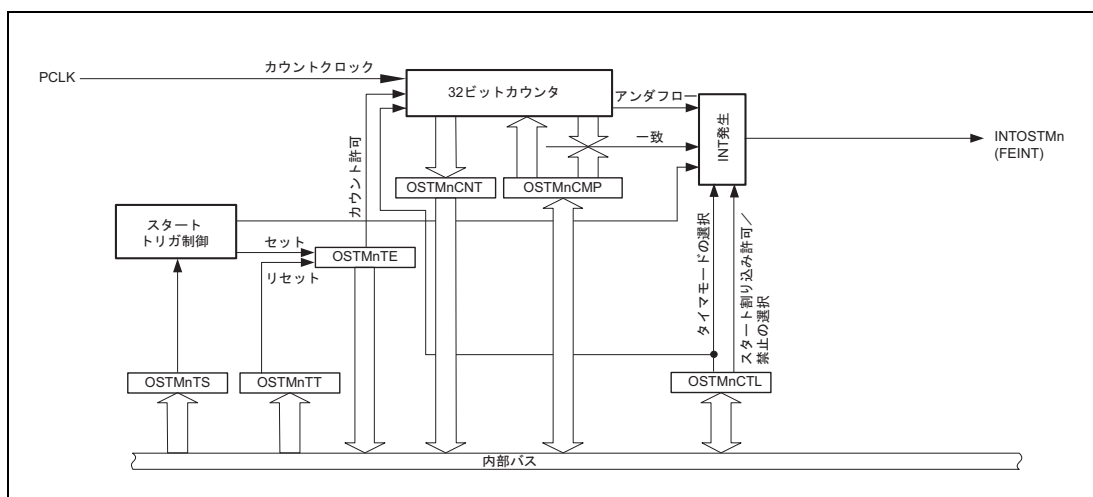 PCLK
カウントクロック
32ビットカウンタ
アンダフロー
一致
INT発生
INTOSTMn
(FEINT)
カウント許可
OSTMnCNT
OSTMnCMP
スタート
トリガ制御
セット
リセット
OSTMnTE
タイマモードの選択
スタート割り込み許可／
禁止の選択
OSTMnTS
OSTMnTT
OSTMnCTL
内部バス